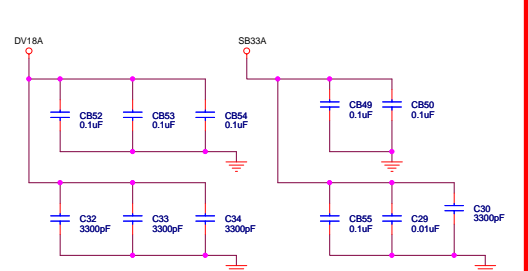 DV18A
SB33A
CB52
0.1uF
CB53
0.1uF
CB54
0.1uF
CB49
0.1uF
CB50
0.1uF
C32
3300pF
C33
3300pF
C34
3300pF
CB55
0.1uF
C29
0.01uF
C30
3300pF